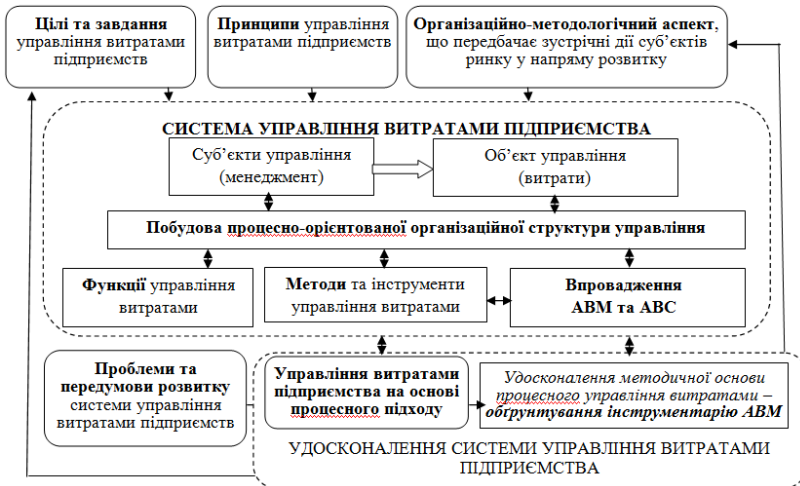 Цілі та завдання
управління витратами
підприємств
Принципи управління
витратами підприємств
Організаційно-методологічний аспект,
що передбачає зустрічні дії суб’єктів
ринку у напряму розвитку
СИСТЕМА УПРАВЛІННЯ ВИТРАТАМИ ПІДПРИЄМСТВА
Суб’єкти управління
(менеджмент)
Об’єкт управління
(витрати)
Побудова процесно-орієнтованої організаційної структури управління
Функції управління
витратами
Методи та інструменти
управління витратами
Впровадження
АВМ та АВС
Проблеми та
передумови розвитку
системи управління
витратами підприємств
Управління витратами
підприємства на основі
процесного підходу
Удосконалення методичної основи
процесного управління витратами –
обґрунтування інструментарію АВМ
УДОСКОНАЛЕННЯ СИСТЕМИ УПРАВЛІННЯ ВИТРАТАМИ
ПІДПРИЄМСТВА